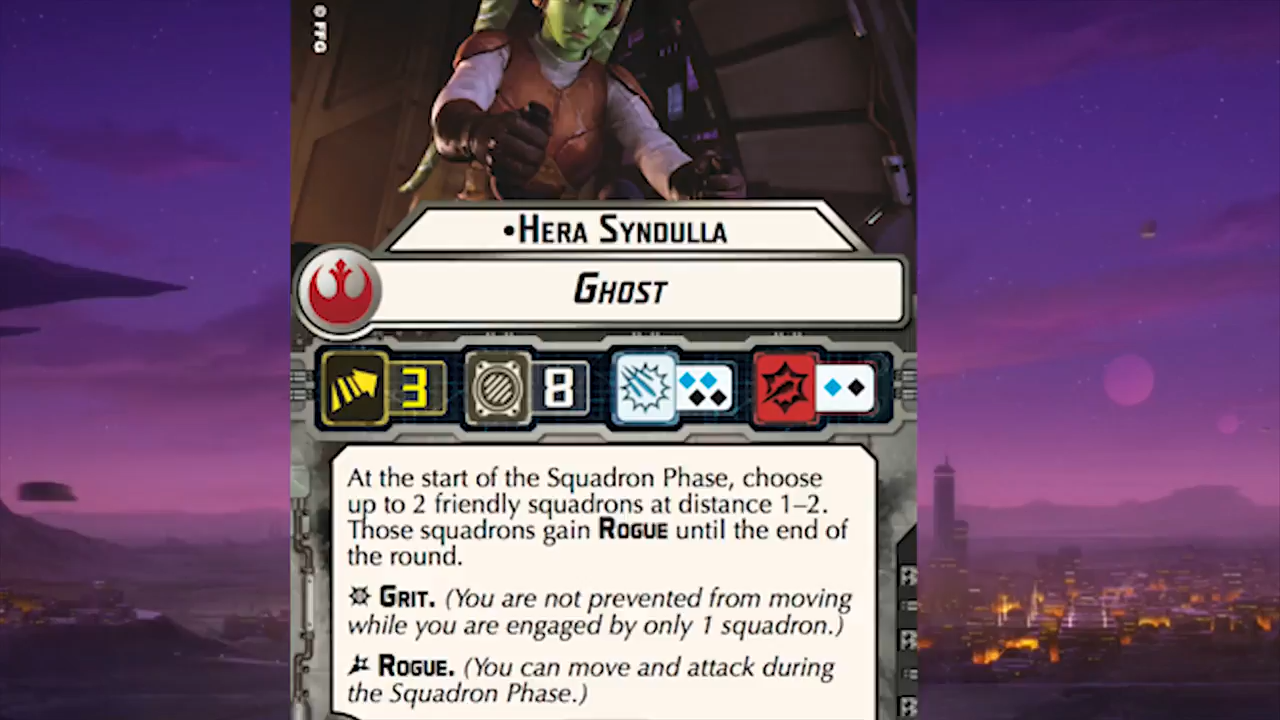 © FFG
•Hera Syndulla
Ghost
3 8
At the start of the Squadron Phase, choose
up to 2 friendly squadrons at distance 1–2.
Those squadrons gain Rogue until the end of
the round.
Grit. (You are not prevented from moving
while you are engaged by only 1 squadron.)
Rogue. (You can move and attack during
the Squadron Phase.)